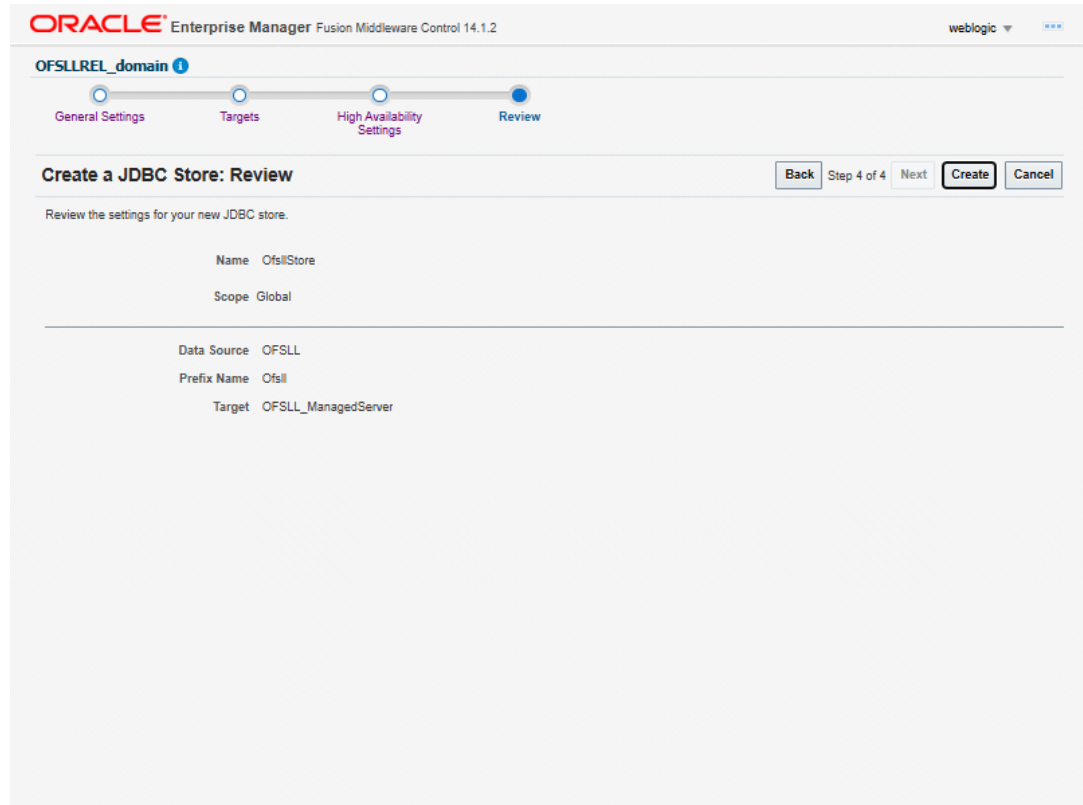 ORACLE Enterprise Manager Fusion Middleware Control 14.1.2
weblogic
OFSLLREL_domain
General Settings
Targets
High Availability
Settings
Review
Create a JDBC Store: Review
Back Step 4 of 4 Next Create Cancel
Review the settings for your new JDBC store.
Name OfsllStore
Scope Global
Data Source OFSLL
Prefix Name Ofsll
Target OFSLL_ManagedServer